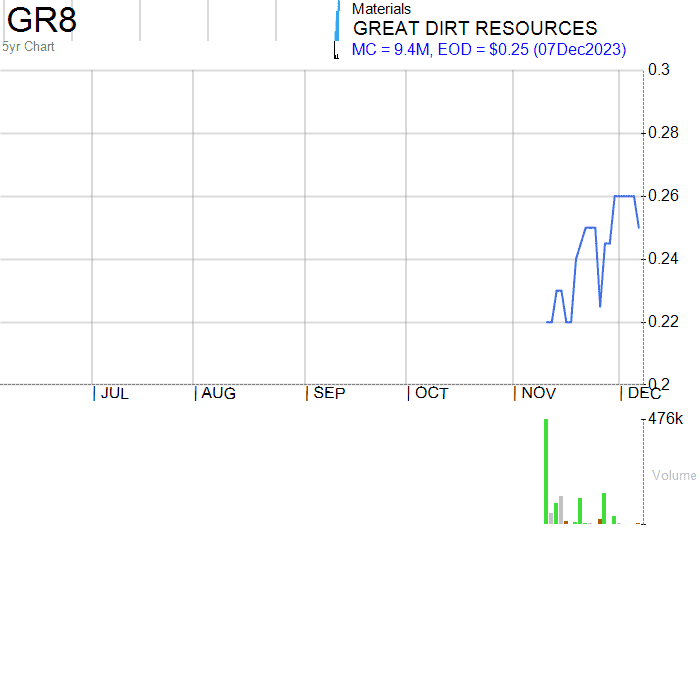 GR8
5yr Chart
Materials
GREAT DIRT RESOURCES
MC = 9.4M, EOD = $0.25 (07Dec2023)
0.3
0.28
0.26
0.24
0.22
0.2
JUL AUG SEP OCT NOV DEC
476k
Volume